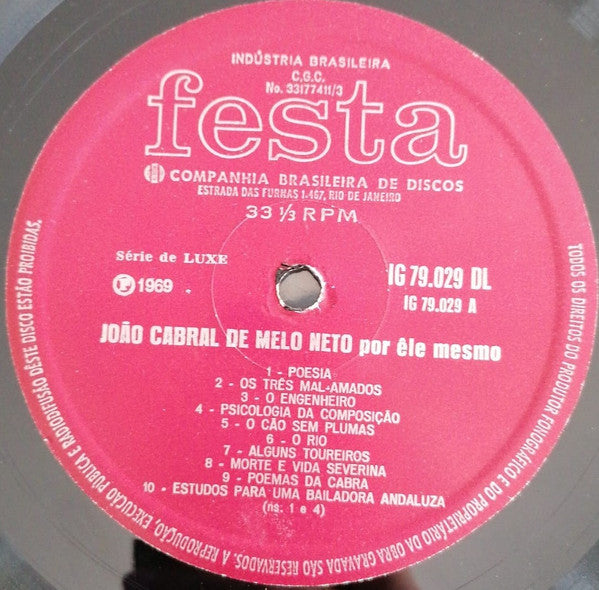 INDÚSTRIA BRASILEIRA
C.G.C.
No. 33177411/3
festa
COMPANHIA BRASILEIRA DE DISCOS
ESTRADA DAS FURNAS 1.467, RIO DE JANEIRO
33 ⅓ RPM
Série de LUXE
IG 79.029 DL
Ⓟ 1969
IG 79.029 A
JOÃO CABRAL DE MELO NETO por êle mesmo
1 - POESIA
2 - OS TRÊS MAL-AMADOS
3 - O ENGENHEIRO
4 - PSICOLOGIA DA COMPOSIÇÃO
5 - O CÃO SEM PLUMAS
6 - O RIO
7 - ALGUNS TOUREIROS
8 - MORTE E VIDA SEVERINA
9 - POEMAS DA CABRA
10 - ESTUDOS PARA UMA BAILADORA ANDALUZA
(ns. 1 e 4)
TODOS OS DIREITOS DO PRODUTOR FONOGRÁFICO E DO PROPRIETÁRIO DA OBRA GRAVADA SÃO RESERVADOS. A REPRODUÇÃO, EXECUÇÃO PÚBLICA E RADIODIFUSÃO DÊSTE DISCO ESTÃO PROIBIDAS.